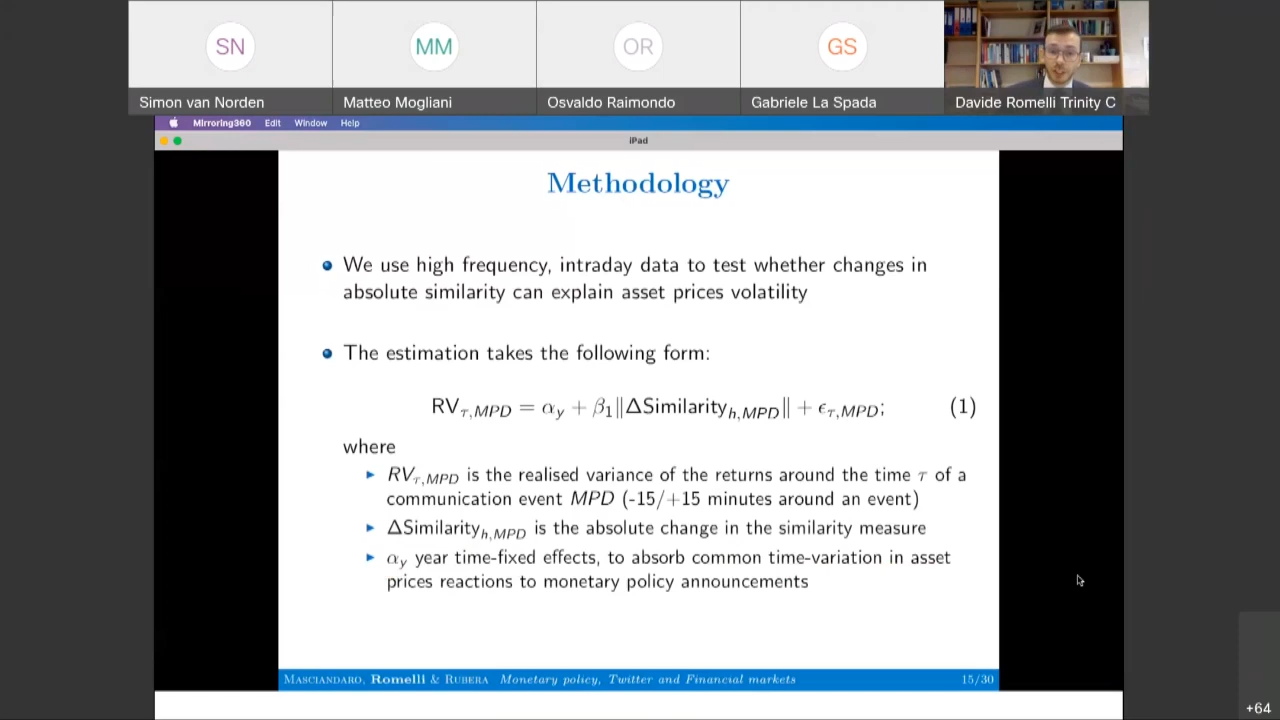 SN
MM
OR
GS
Simon van Norden
Matteo Mogliani
Osvaldo Raimondo
Gabriele La Spada
Davide Romelli Trinity C
Mirroring360 Edit Window Help
iPad
Methodology
We use high frequency, intraday data to test whether changes in
absolute similarity can explain asset prices volatility
The estimation takes the following form:
RV_{τ,MPD} = α_y + β_1‖ΔSimilarity_{h,MPD}‖ + ϵ_{τ,MPD}; (1)
where
RV_{τ,MPD} is the realised variance of the returns around the time τ of a
communication event MPD (-15/+15 minutes around an event)
ΔSimilarity_{h,MPD} is the absolute change in the similarity measure
α_y year time-fixed effects, to absorb common time-variation in asset
prices reactions to monetary policy announcements
Masciandaro, Romelli & Rubera Monetary policy, Twitter and Financial markets 15/30
+64